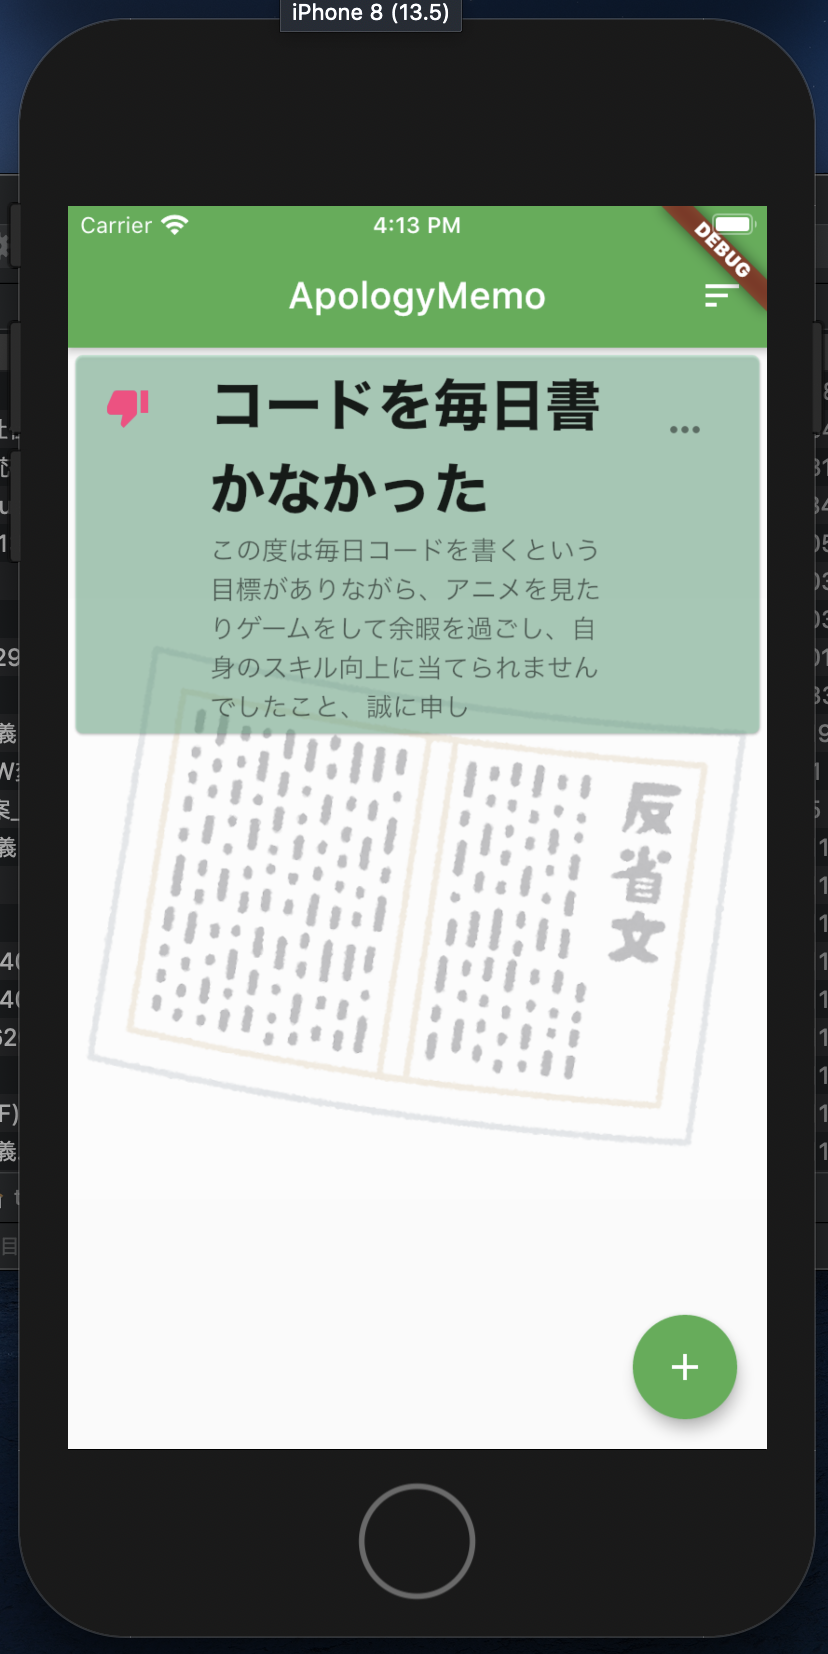 iPhone 8 (13.5)
Carrier
4:13 PM
DEBUG
ApologyMemo
コードを毎日書
かなかった
この度は毎日コードを書くという
目標がありながら、アニメを見た
りゲームをして余暇を過ごし、自
身のスキル向上に当てられません
でしたこと、誠に申し
反省文